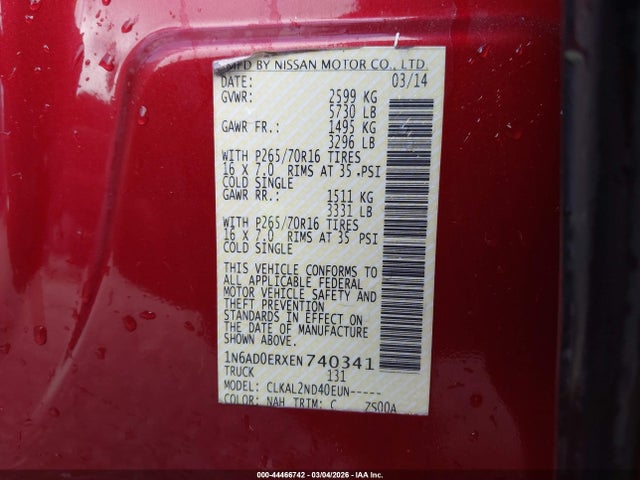 MFD BY NISSAN MOTOR CO., LTD.
DATE: 03/14
GVWR: 2599 KG
5730 LB
GAWR FR.: 1495 KG
3296 LB
WITH P265/70R16 TIRES
16 X 7.0 RIMS AT 35 PSI
COLD SINGLE
GAWR RR.: 1511 KG
3331 LB
WITH P265/70R16 TIRES
16 X 7.0 RIMS AT 35 PSI
COLD SINGLE
THIS VEHICLE CONFORMS TO
ALL APPLICABLE FEDERAL
MOTOR VEHICLE SAFETY AND
THEFT PREVENTION
STANDARDS IN EFFECT ON
THE DATE OF MANUFACTURE
SHOWN ABOVE.
1N6AD0ERXEN740341
TRUCK 131
MODEL: CLKAL2ND40EUN-----
COLOR: NAH TRIM: C ZS00A
000-44466742 - 03/04/2026 - IAA Inc.